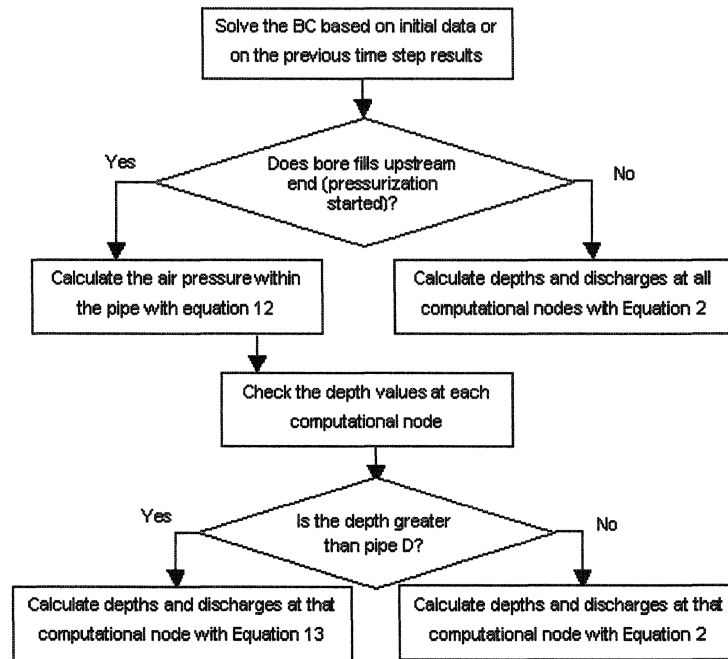 Solve the BC based on initial data or
on the previous time step results
Does bore fills upstream
end (pressurization
started)?
Yes
No
Calculate the air pressure within
the pipe with equation 12
Calculate depths and discharges at all
computational nodes with Equation 2
Check the depth values at each
computational node
Is the depth greater
than pipe D?
Yes
No
Calculate depths and discharges at that
computational node with Equation 13
Calculate depths and discharges at that
computational node with Equation 2